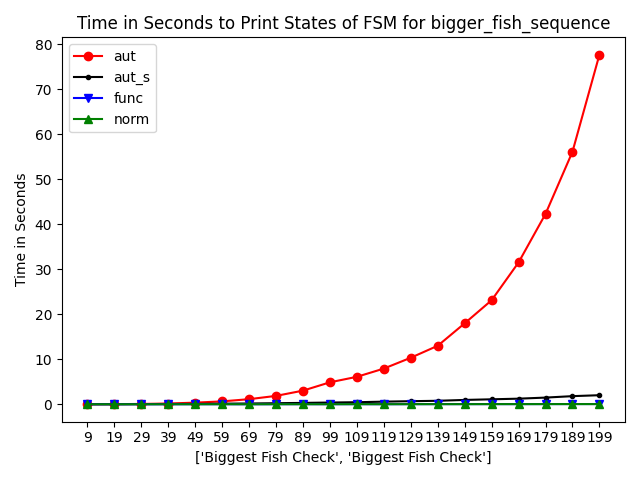 Time in Seconds to Print States of FSM for bigger_fish_sequence
aut
aut_s
func
norm
Time in Seconds
80
70
60
50
40
30
20
10
0
9 19 29 39 49 59 69 79 89 99 109 119 129 139 149 159 169 179 189 199
['Biggest Fish Check', 'Biggest Fish Check']